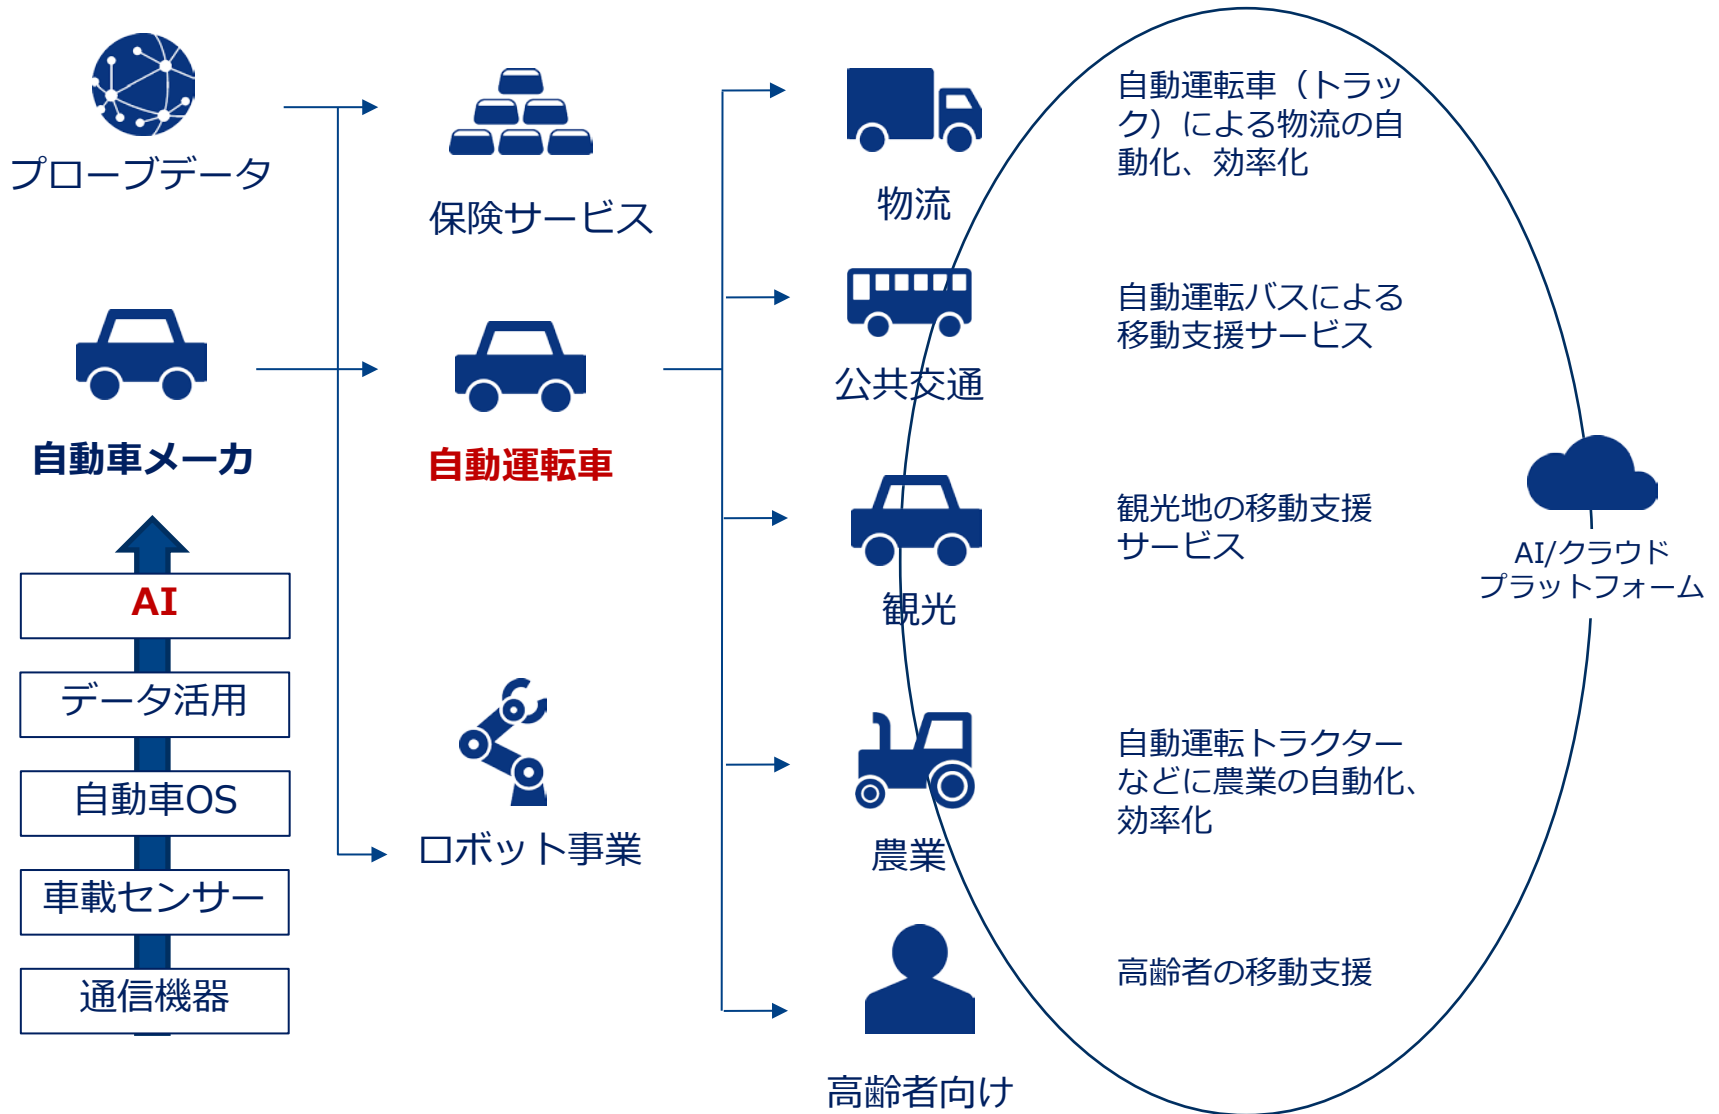 プローブデータ
自動車メーカ
AI
データ活用
自動車OS
車載センサー
通信機器
保険サービス
自動運転車
ロボット事業
物流
公共交通
観光
農業
高齢者向け
自動運転車（トラッ
ク）による物流の自
動化、効率化
自動運転バスによる
移動支援サービス
観光地の移動支援
サービス
自動運転トラクター
などに農業の自動化、
効率化
高齢者の移動支援
AI/クラウド
プラットフォーム